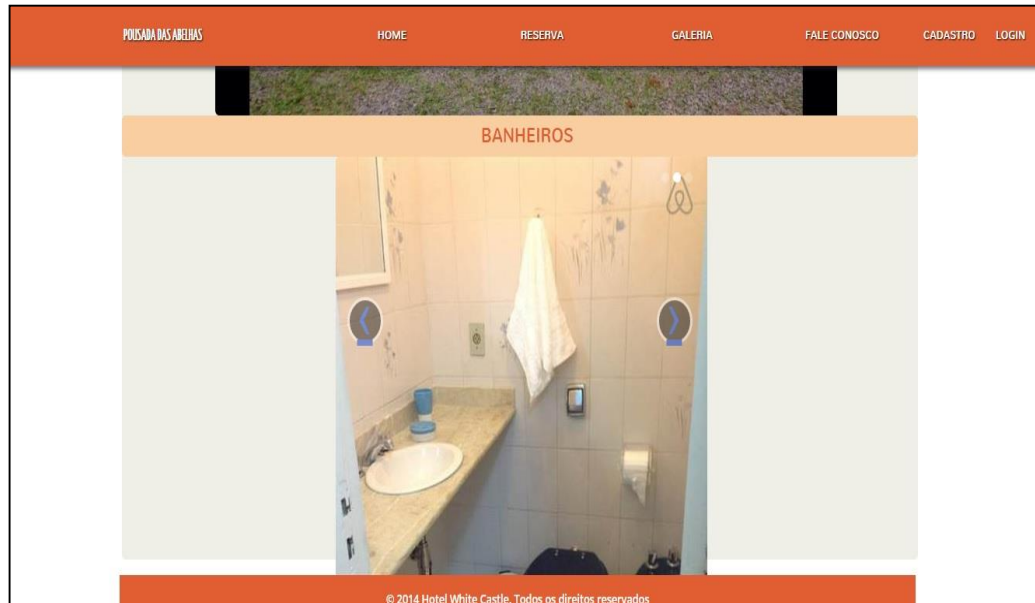 POUSADA DAS ABELHAS HOME RESERVA GALERIA FALE CONOSCO CADASTRO LOGIN
BANHEIROS
© 2014 Hotel White Castle. Todos os direitos reservados